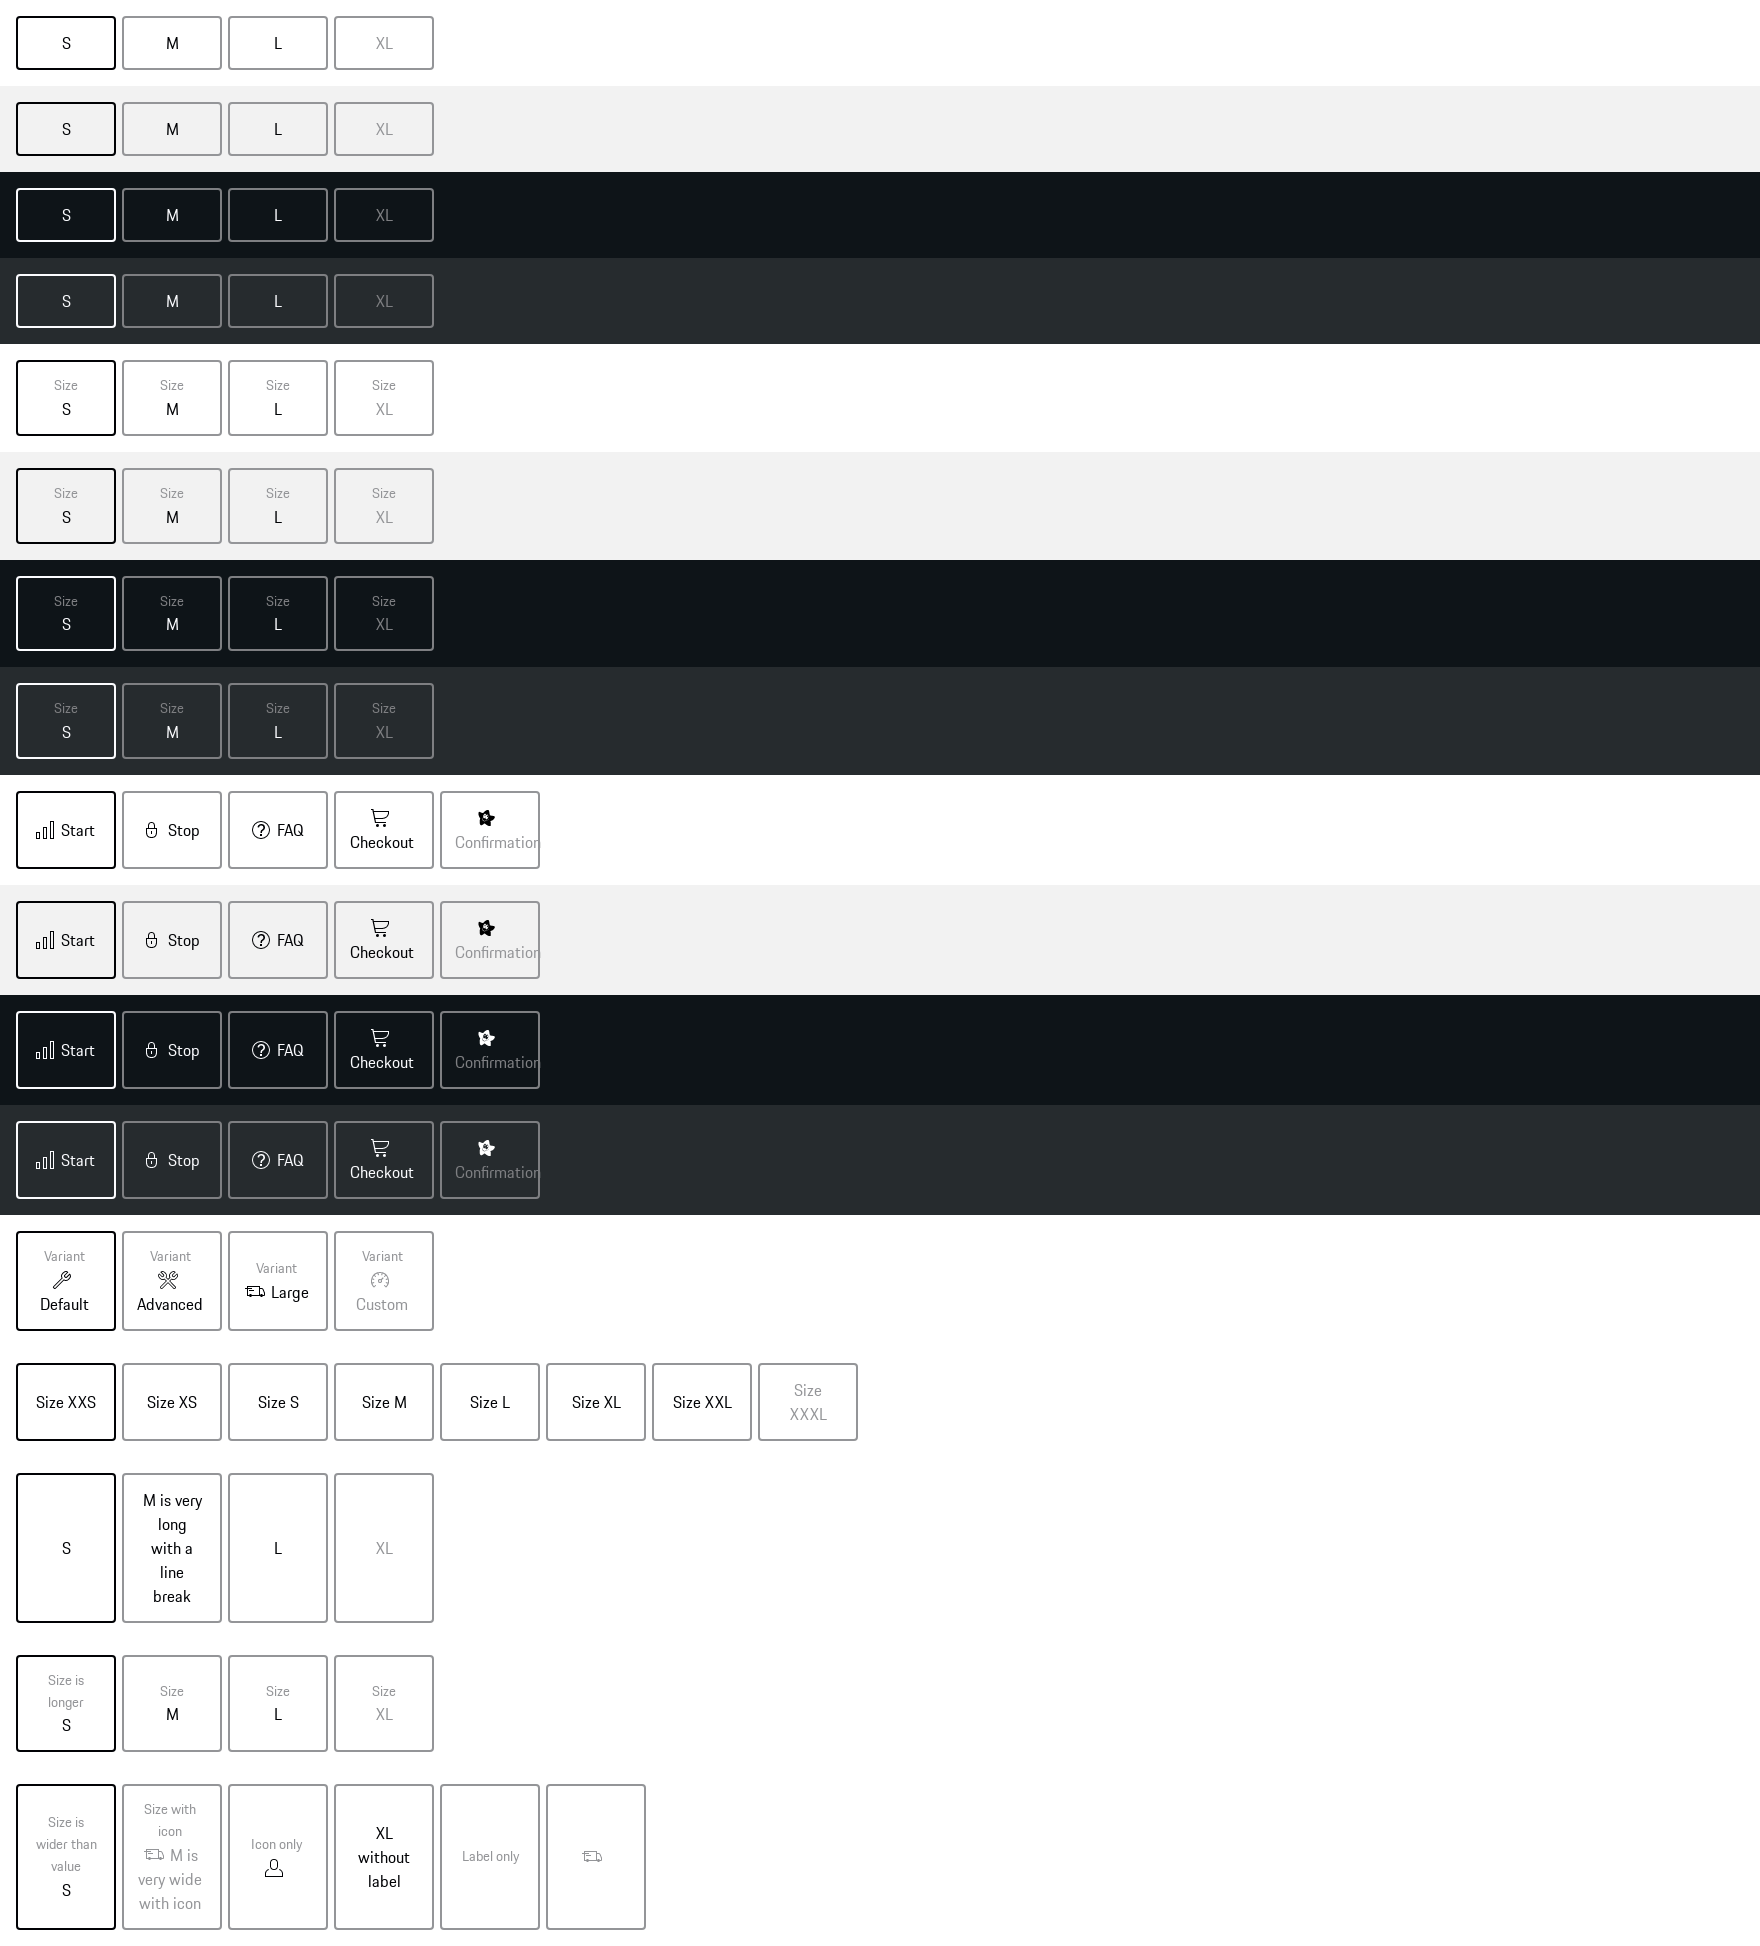 S M L XL
S M L XL
S M L XL
S M L XL
Size Size Size Size
S M L XL
Size Size Size Size
S M L XL
Size Size Size Size
S M L XL
Size Size Size Size
S M L XL
Start Stop FAQ Checkout Confirmation
Start Stop FAQ Checkout Confirmation
Start Stop FAQ Checkout Confirmation
Start Stop FAQ Checkout Confirmation
Variant
Default
Variant
Advanced
Variant
Large
Variant
Custom
Size XXS
Size XS
Size S
Size M
Size L
Size XL
Size XXL
Size
XXXL
S
M is very
long
with a
line
break
L
XL
Size is
longer
S
Size
M
Size
L
Size
XL
Size is
wider than
value
S
Size with
icon
M is
very wide
with icon
Icon only
XL
without
label
Label only